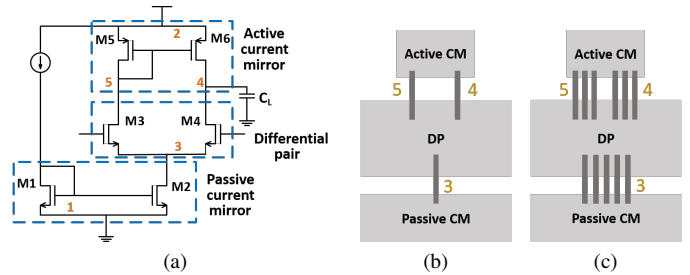 M5
2
M6
Active
current
mirror
5
4
C_L
M3
M4
3
Differential
pair
M1
M2
1
Passive
current
mirror
(a)
Active CM
5
4
DP
3
Passive CM
(b)
Active CM
5
4
DP
3
Passive CM
(c)